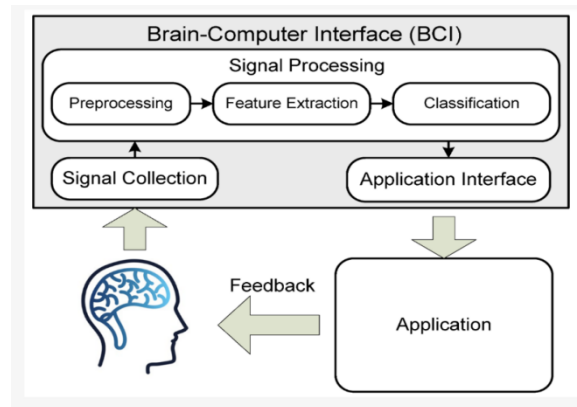 Brain-Computer Interface (BCI)
Signal Processing
Preprocessing
Feature Extraction
Classification
Signal Collection
Application Interface
Feedback
Application